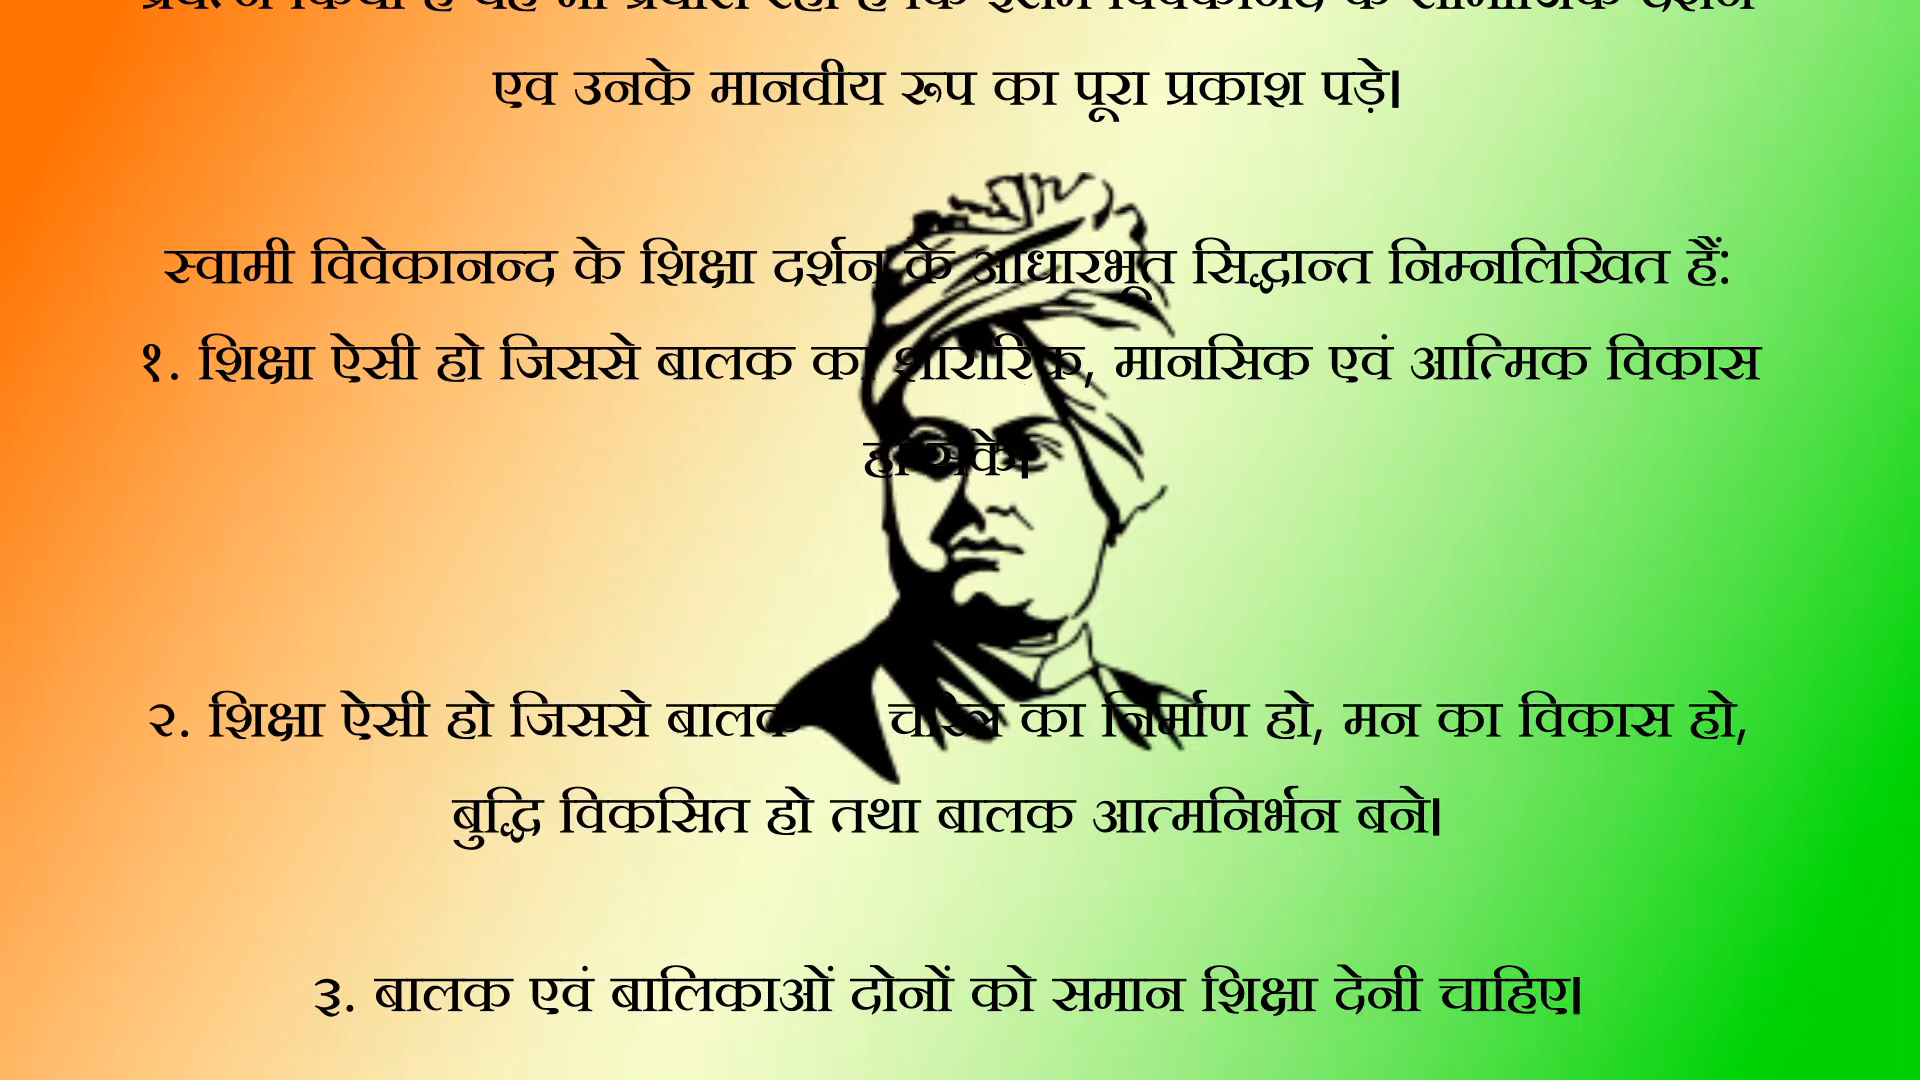 एव उनके मानवीय रूप का पूरा प्रकाश पड़े।
स्वामी विवेकानन्द के शिक्षा दर्शन के आधारभूत सिद्धान्त निम्नलिखित हैं:
१. शिक्षा ऐसी हो जिससे बालक का शारीरिक, मानसिक एवं आत्मिक विकास
हो सके।
२. शिक्षा ऐसी हो जिससे बालक चरित्र का निर्माण हो, मन का विकास हो,
बुद्धि विकसित हो तथा बालक आत्मनिर्भन बने।
३. बालक एवं बालिकाओं दोनों को समान शिक्षा देनी चाहिए।